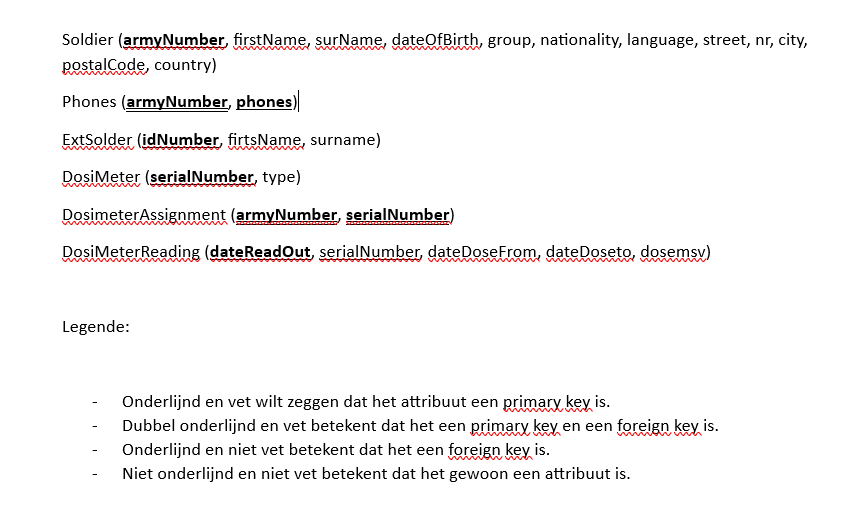 Soldier (armyNumber, firstName, surName, dateOfBirth, group, nationality, language, street, nr, city,
postalCode, country)
Phones (armyNumber, phones)
ExtSolder (idNumber, firtsName, surname)
DosiMeter (serialNumber, type)
DosimeterAssignment (armyNumber, serialNumber)
DosiMeterReading (dateReadOut, serialNumber, dateDoseFrom, dateDoseto, dosemsv)
Legende:
- Onderlijnd en vet wilt zeggen dat het attribuut een primary key is.
- Dubbel onderlijnd en vet betekent dat het een primary key en een foreign key is.
- Onderlijnd en niet vet betekent dat het een foreign key is.
- Niet onderlijnd en niet vet betekent dat het gewoon een attribuut is.